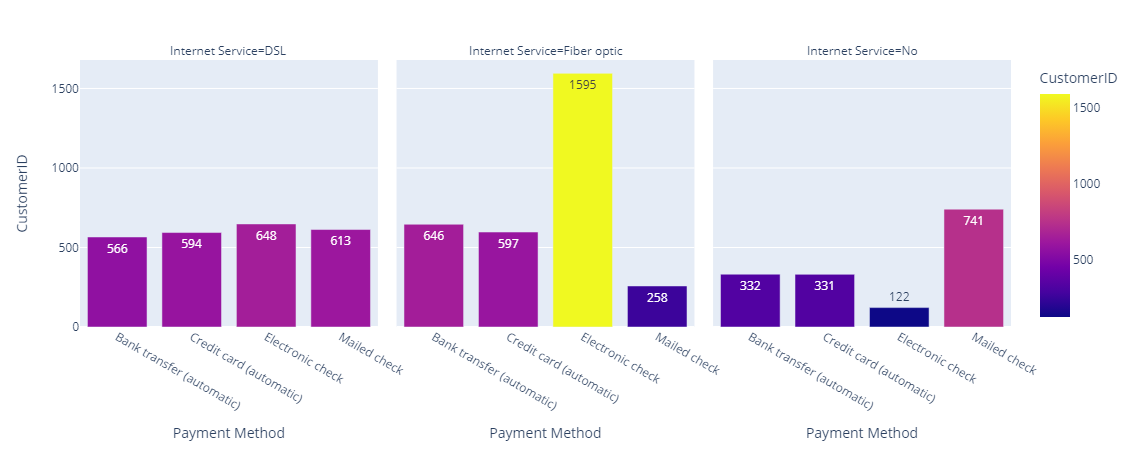 Internet Service=DSL
Internet Service=Fiber optic
Internet Service=No
CustomerID
1500
1000
500
0
566
594
648
613
646
597
1595
258
332
331
122
741
Bank transfer (automatic)
Credit card (automatic)
Electronic check
Mailed check
Bank transfer (automatic)
Credit card (automatic)
Electronic check
Mailed check
Bank transfer (automatic)
Credit card (automatic)
Electronic check
Mailed check
Payment Method
Payment Method
Payment Method
CustomerID
1500
1000
500